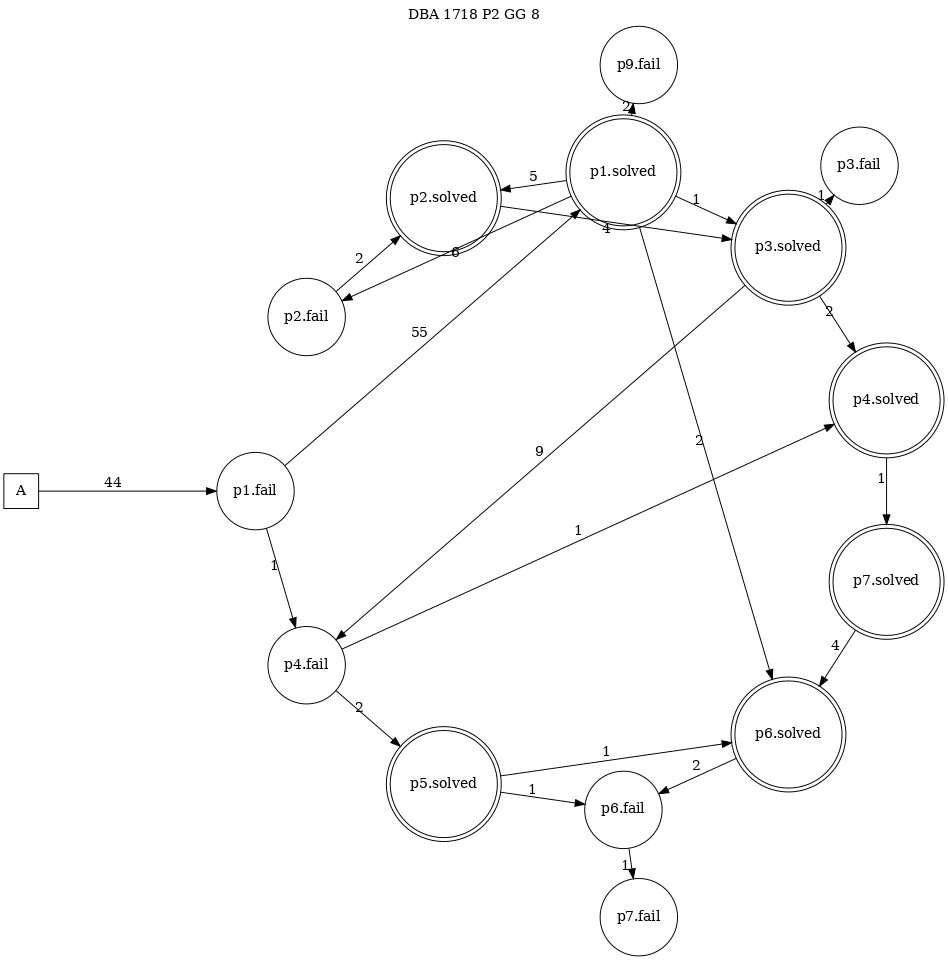 DBA 1718 P2 GG 8
p9.fail
2
p1.solved
p3.fail
1
5
p2.solved
1
4
p3.solved
6
2
p2.fail
2
55
p4.solved
2
9
1
44
A
p1.fail
1
1
p7.solved
4
p4.fail
2
p6.solved
1
2
p5.solved
1
p6.fail
1
p7.fail